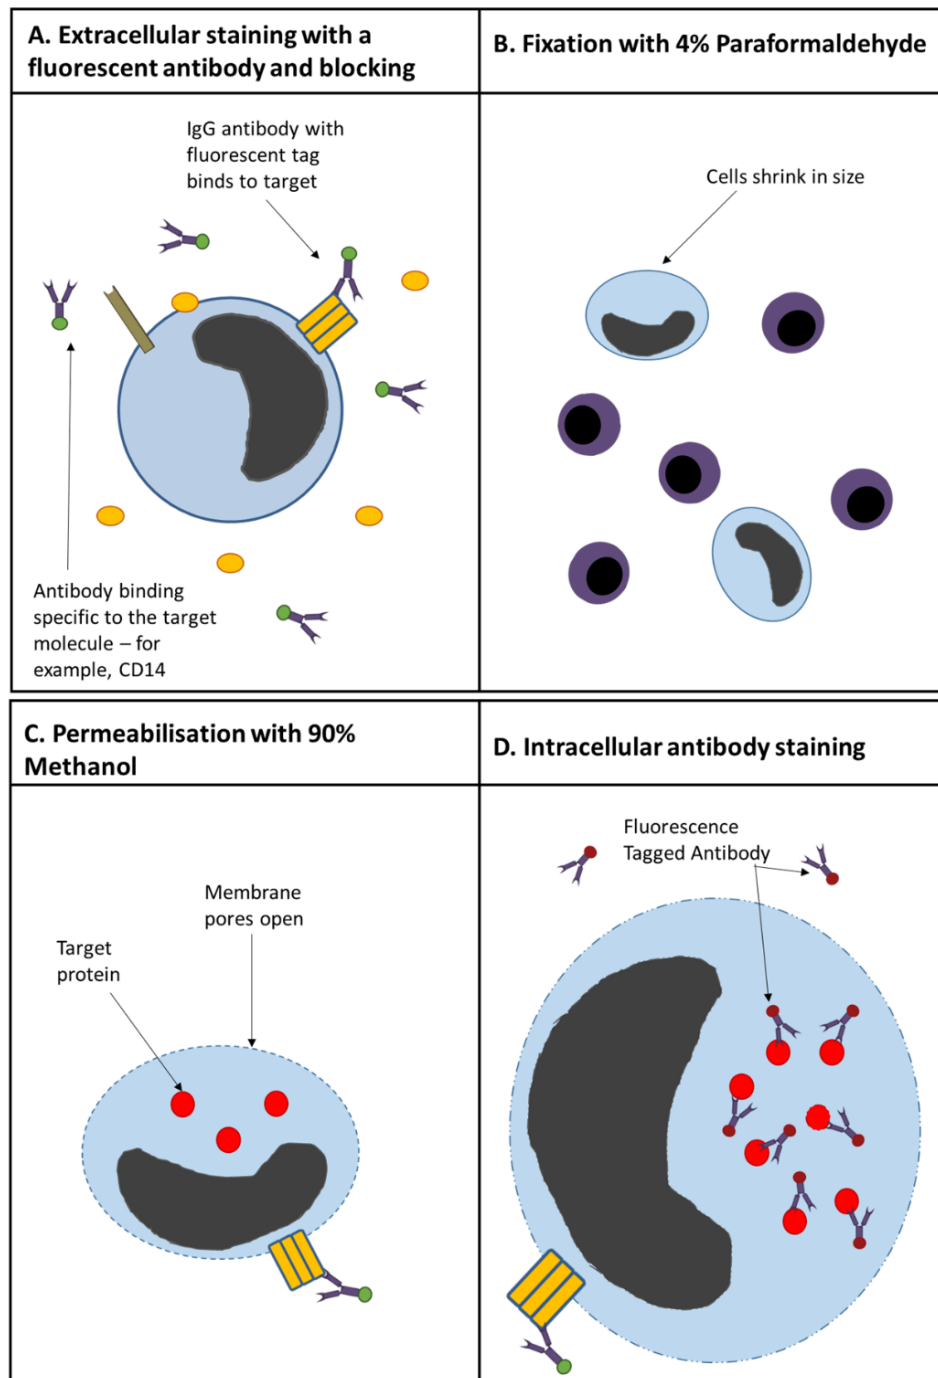 A. Extracellular staining with a
fluorescent antibody and blocking
IgG antibody with
fluorescent tag
binds to target
Antibody binding
specific to the target
molecule – for
example, CD14
B. Fixation with 4% Paraformaldehyde
Cells shrink in size
C. Permeabilisation with 90%
Methanol
Membrane
pores open
Target
protein
D. Intracellular antibody staining
Fluorescence
Tagged Antibody